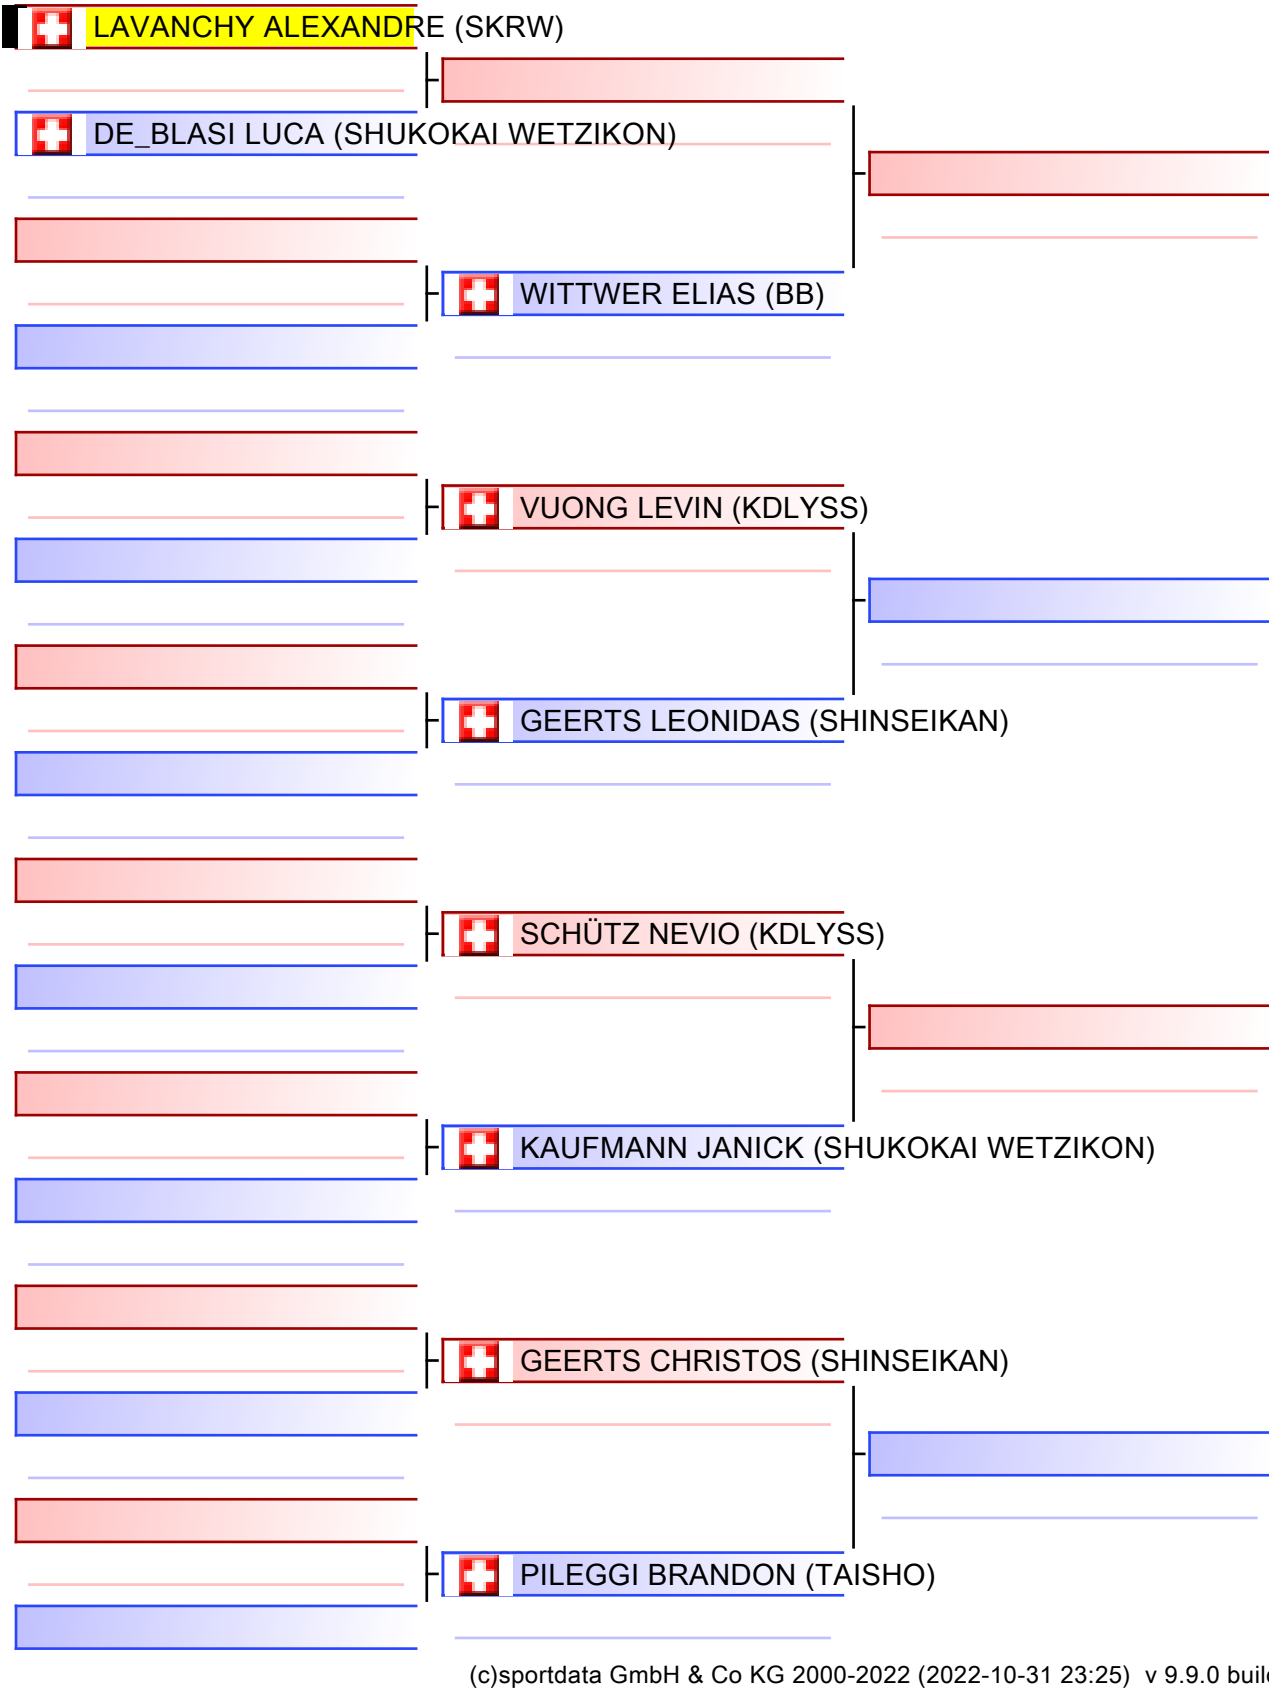 LAVANCHY ALEXANDRE (SKRW)
DE_BLASI LUCA (SHUKOKAI WETZIKON)
WITTWER ELIAS (BB)
VUONG LEVIN (KDLYSS)
GEERTS LEONIDAS (SHINSEIKAN)
SCHÜTZ NEVIO (KDLYSS)
KAUFMANN JANICK (SHUKOKAI WETZIKON)
GEERTS CHRISTOS (SHINSEIKAN)
PILEGGI BRANDON (TAISHO)
(c)sportdata GmbH & Co KG 2000-2022 (2022-10-31 23:25) v 9.9.0 build